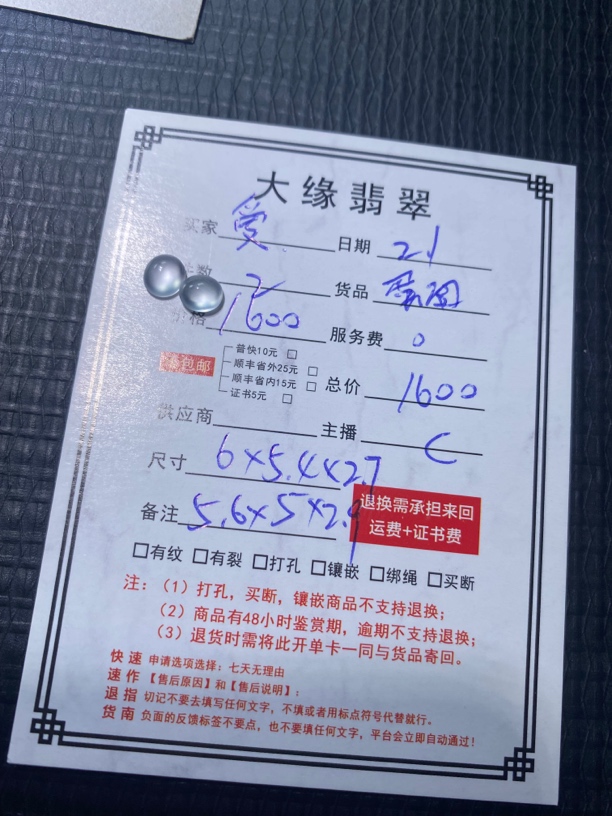 大缘翡翠
买家 爱 日期 21
件数 2 货品 蛋面
价格 1600 服务费 0
包邮
普快10元 □
顺丰省外25元 □
顺丰省内15元 □
证书5元 □
总价 1600
供应商 主播 C
尺寸 6×5.4×2.7
备注 5.6×5×2.9
退换需承担来回
运费+证书费
□有纹 □有裂 □打孔 □镶嵌 □绑绳 □买断
注：（1）打孔，买断，镶嵌商品不支持退换；
（2）商品有48小时鉴赏期，逾期不支持退换；
（3）退货时需将此开单卡一同与货品寄回。
快速 申请选项选择：七天无理由
速作 【售后原因】和【售后说明】：
退指 切记不要去填写任何文字，不填或者用标点符号代替就行。
货南 负面的反馈标签不要点，也不要填任何文字，平台会立即自动通过！